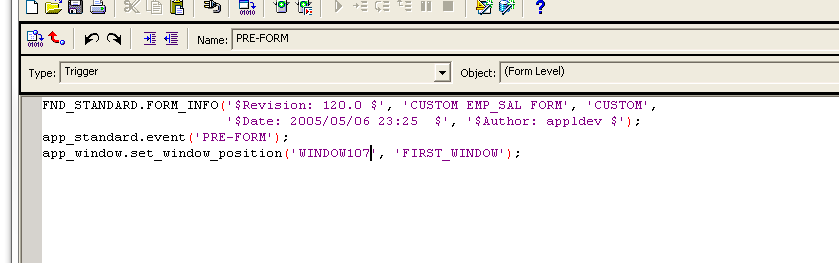 Name: PRE-FORM
Type: Trigger Object: (Form Level)
FND_STANDARD.FORM_INFO('$Revision: 120.0 $', 'CUSTOM EMP_SAL FORM', 'CUSTOM',
'$Date: 2005/05/06 23:25  $', '$Author: appldev $');
app_standard.event('PRE-FORM');
app_window.set_window_position('WINDOW107', 'FIRST_WINDOW');